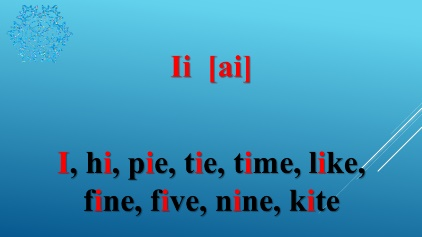 Ii [ai]
I, hi, pie, tie, time, like,
fine, five, nine, kite